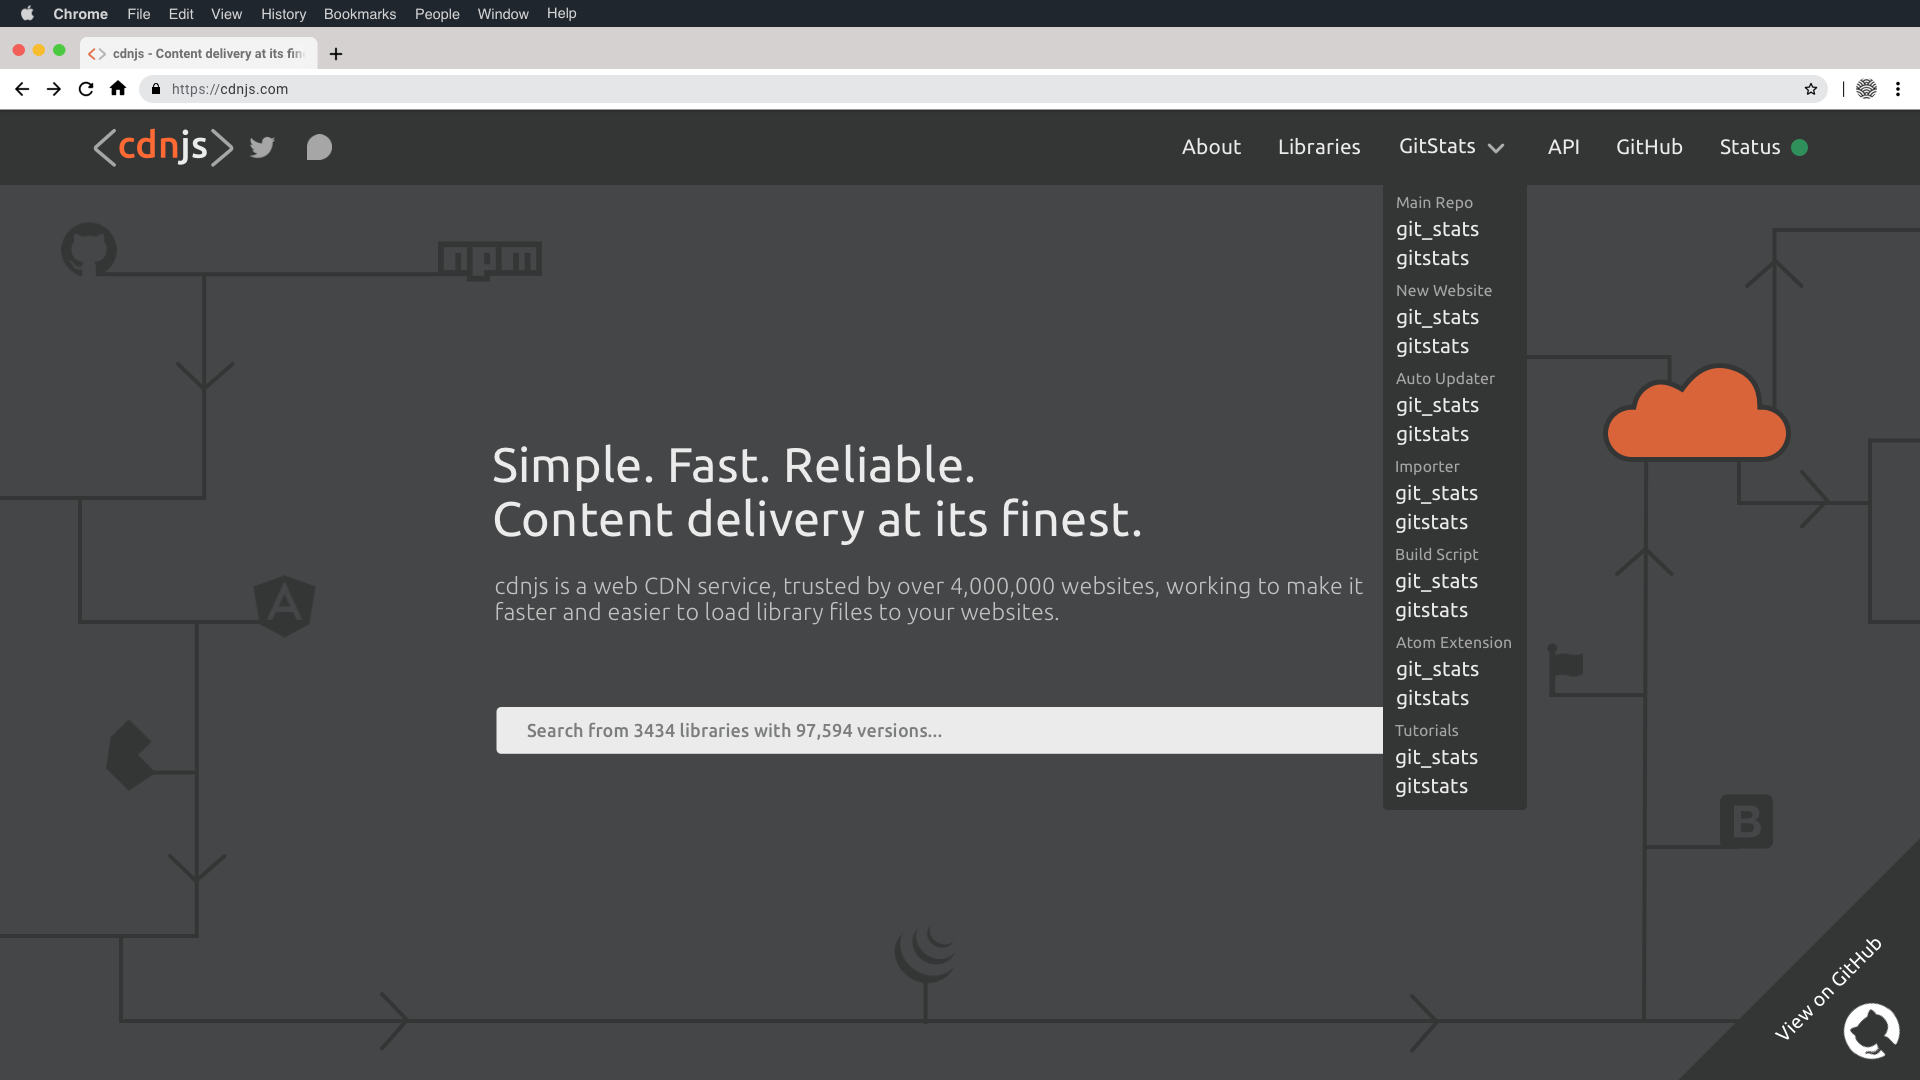 Chrome File Edit View History Bookmarks People Window Help
cdnjs - Content delivery at its fin
https://cdnjs.com
<cdnjs>
About Libraries GitStats API GitHub Status
Main Repo
git_stats
gitstats
New Website
git_stats
gitstats
Auto Updater
git_stats
gitstats
Importer
git_stats
gitstats
Build Script
git_stats
gitstats
Atom Extension
git_stats
gitstats
Tutorials
git_stats
gitstats
npm
Simple. Fast. Reliable.
Content delivery at its finest.
cdnjs is a web CDN service, trusted by over 4,000,000 websites, working to make it
faster and easier to load library files to your websites.
Search from 3434 libraries with 97,594 versions...
A
B
View on GitHub